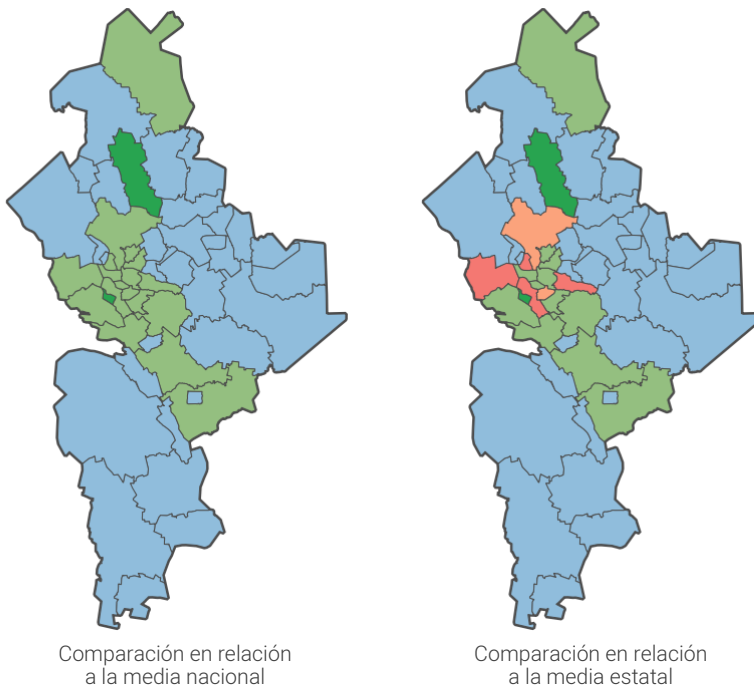 Comparación en relación
a la media nacional
Comparación en relación
a la media estatal